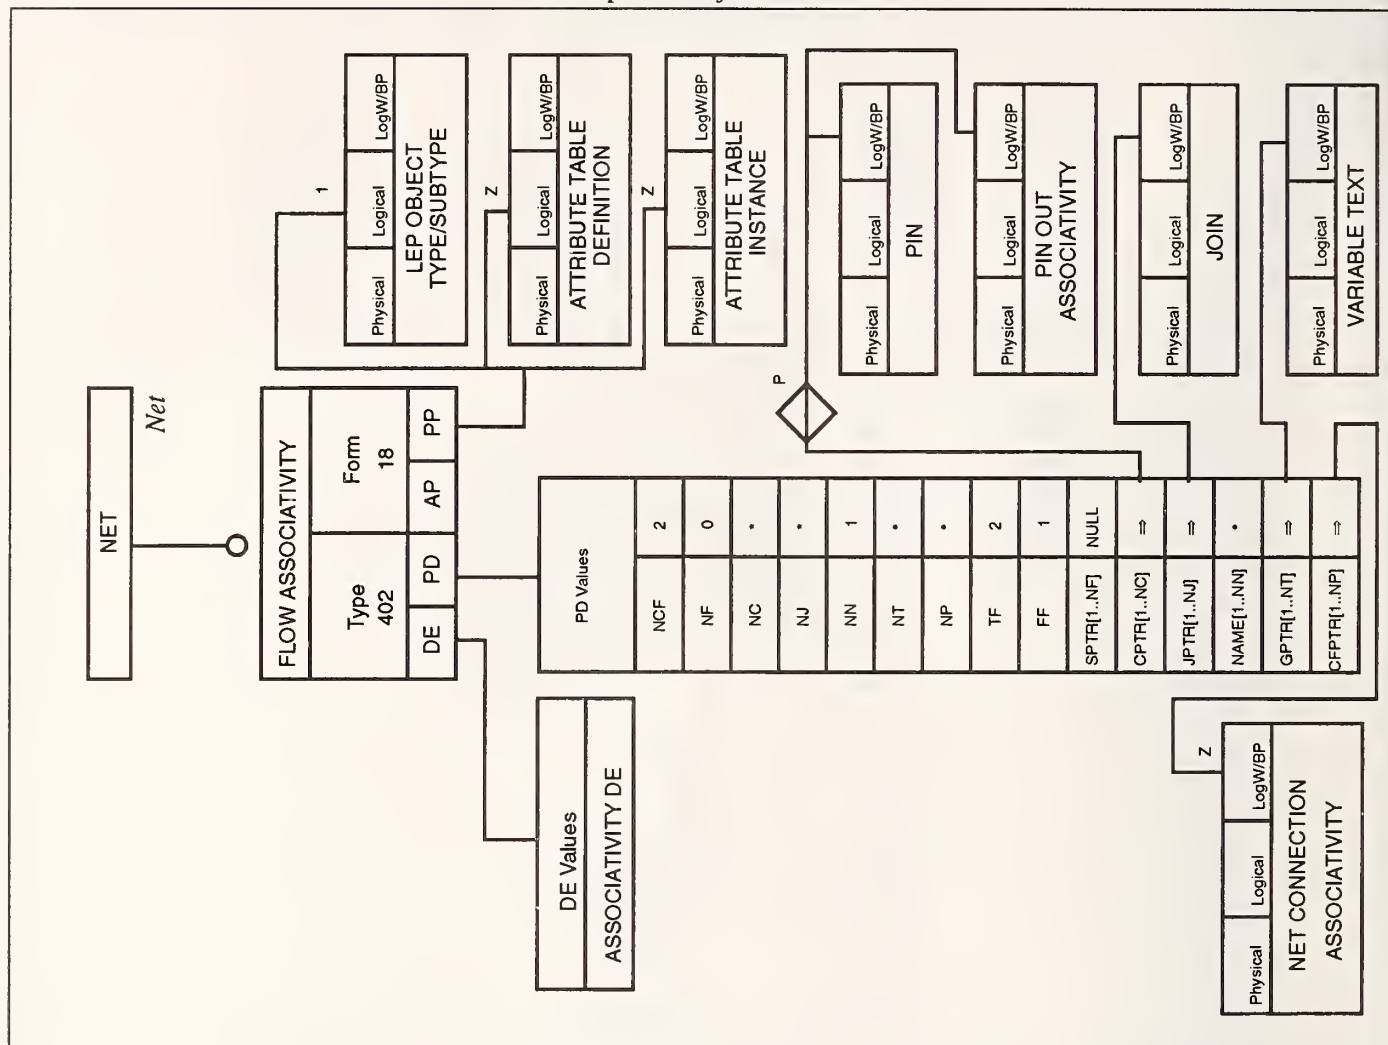 NET
Net
FLOW ASSOCIATIVITY
Type
402
Form
18
DE PD AP PP
DE Values
ASSOCIATIVITY DE
PD Values
NCF 2
NF 0
NC *
NJ *
NN 1
NT *
NP *
TF 2
FF 1
SPTR[1..NF] NULL
CPTR[1..NC] ⇒
JPTR[1..NJ] ⇒
NAME[1..NN] *
GPTR[1..NT] ⇒
CFPTR[1..NP] ⇒
1
Physical Logical LogW/BP
LEP OBJECT
TYPE/SUBTYPE
Z
Physical Logical LogW/BP
ATTRIBUTE TABLE
DEFINITION
Z
Physical Logical LogW/BP
ATTRIBUTE TABLE
INSTANCE
P
Physical Logical LogW/BP
PIN
Physical Logical LogW/BP
PIN OUT
ASSOCIATIVITY
Physical Logical LogW/BP
JOIN
Physical Logical LogW/BP
VARIABLE TEXT
Z
Physical Logical LogW/BP
NET CONNECTION
ASSOCIATIVITY